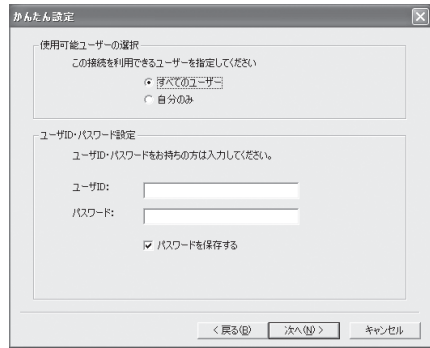 かんたん設定
使用可能ユーザーの選択
この接続を利用できるユーザーを指定してください
すべてのユーザー
自分のみ
ユーザID・パスワード設定
ユーザID・パスワードをお持ちの方は入力してください。
ユーザID:
パスワード:
パスワードを保存する
< 戻る(B)
次へ(N) >
キャンセル